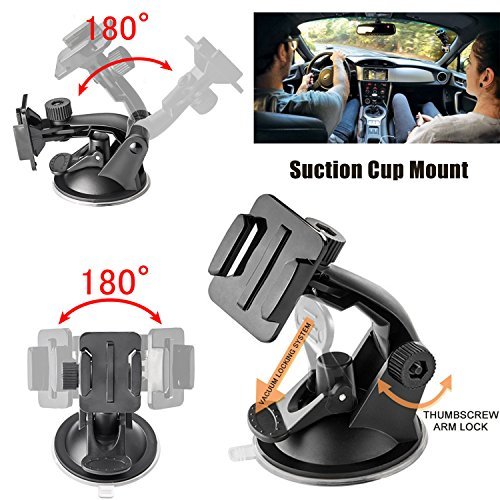 180°
Suction Cup Mount
180°
VACUUM LOCKING SYSTEM
THUMBSCREW
ARM LOCK